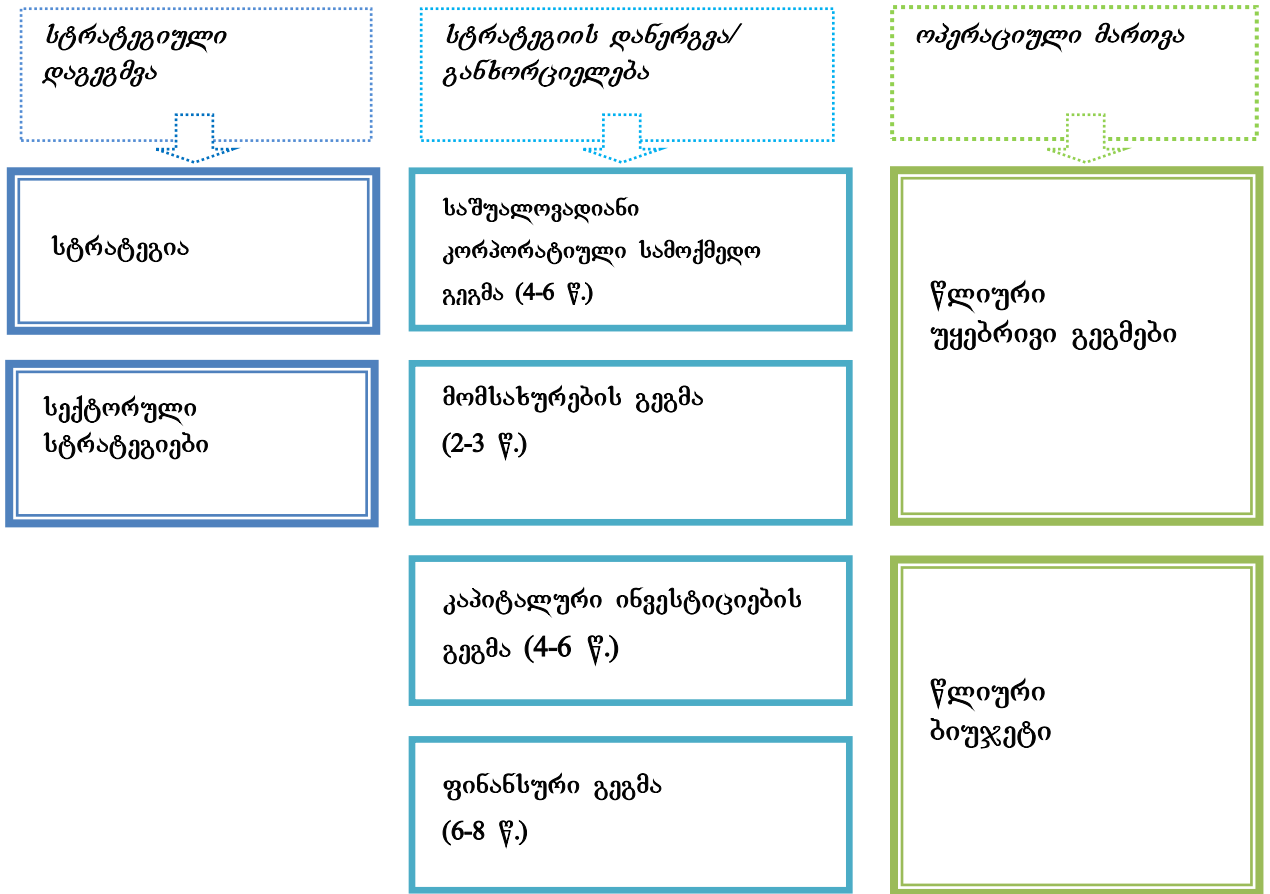 სტრატეგიული
დაგეგმვა
სტრატეგიის დანერგვა/
განხორციელება
ოპერაციული მართვა
სტრატეგია
სექტორული
სტრატეგიები
საშუალოვადიანი
კორპორატიული სამოქმედო
გეგმა (4-6 წ.)
მომსახურების გეგმა
(2-3 წ.)
კაპიტალური ინვესტიციების
გეგმა (4-6 წ.)
ფინანსური გეგმა
(6-8 წ.)
წლიური
უყებრივი გეგმები
წლიური
ბიუჯეტი